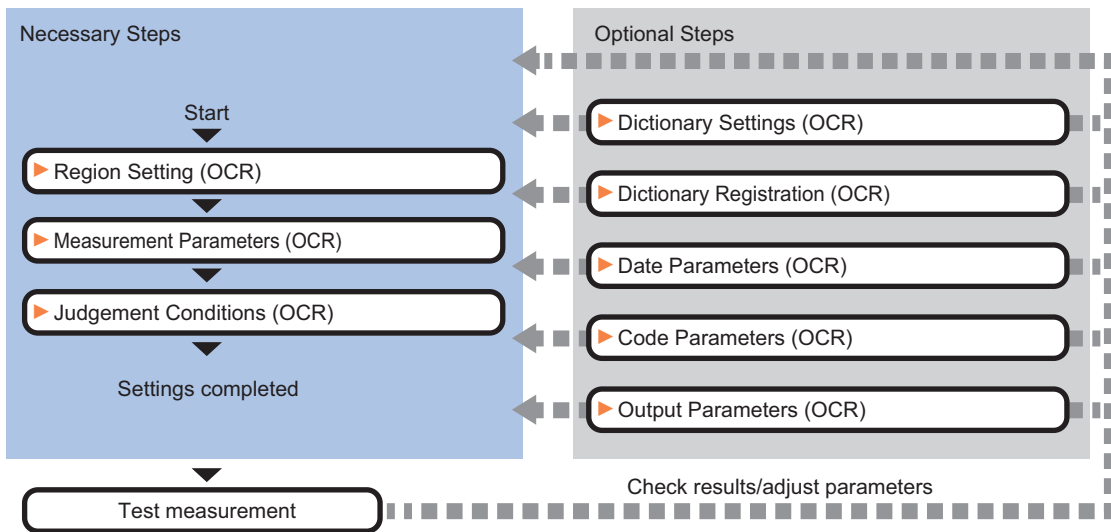 Necessary Steps
Start
Region Setting (OCR)
Measurement Parameters (OCR)
Judgement Conditions (OCR)
Settings completed
Test measurement
Optional Steps
Dictionary Settings (OCR)
Dictionary Registration (OCR)
Date Parameters (OCR)
Code Parameters (OCR)
Output Parameters (OCR)
Check results/adjust parameters